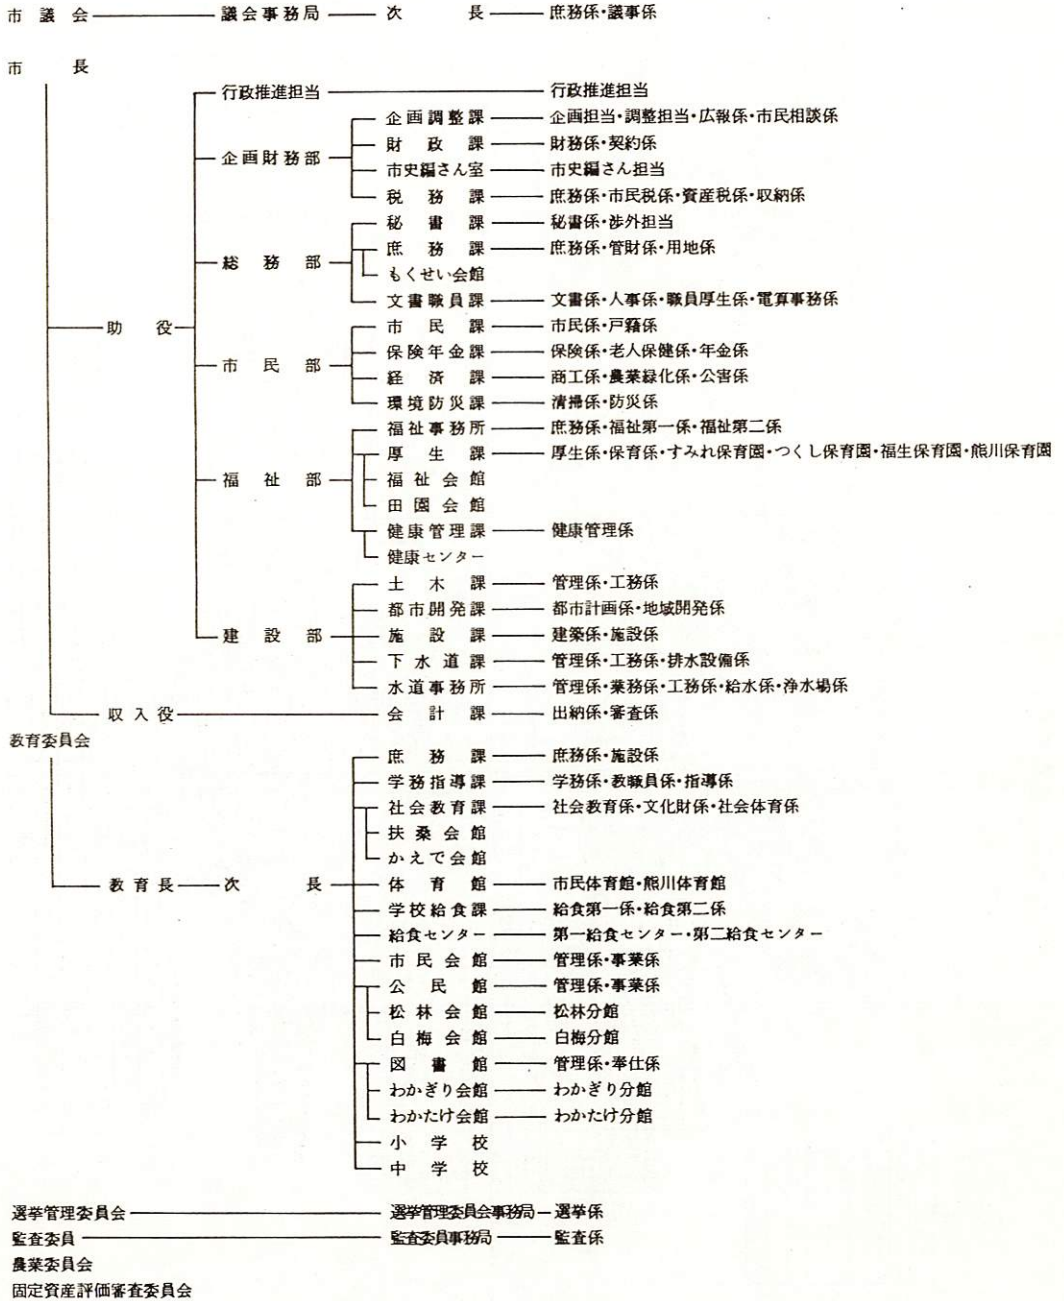 市議会 議会事務局 次長 庶務係・議事係
市長
行政推進担当 行政推進担当
企画調整課 企画担当・調整担当・広報係・市民相談係
財政課 財務係・契約係
企画財務部
市史編さん室 市史編さん担当
税務課 庶務係・市民税係・資産税係・収納係
秘書課 秘書係・渉外担当
庶務課 庶務係・管財係・用地係
総務部
もくせい会館
文書職員課 文書係・人事係・職員厚生係・電算事務係
助役 市民課 市民係・戸籍係
保険年金課 保険係・老人保健係・年金係
市民部
経済課 商工係・農業緑化係・公害係
環境防災課 清掃係・防災係
福祉事務所 庶務係・福祉第一係・福祉第二係
厚生課 厚生係・保育係・すみれ保育園・つくし保育園・福生保育園・熊川保育園
福祉部 福祉会館
田園会館
健康管理課 健康管理係
健康センター
土木課 管理係・工務係
都市開発課 都市計画係・地域開発係
建設部 施設課 建築係・施設係
下水道課 管理係・工務係・排水設備係
水道事務所 管理係・業務係・工務係・給水係・浄水場係
収入役 会計課 出納係・審査係
教育委員会
庶務課 庶務係・施設係
学務指導課 学務係・教職員係・指導係
社会教育課 社会教育係・文化財係・社会体育係
扶桑会館
かえで会館
教育長 次長 体育館 市民体育館・熊川体育館
学校給食課 給食第一係・給食第二係
給食センター 第一給食センター・第二給食センター
市民会館 管理係・事業係
公民館 管理係・事業係
松林会館 松林分館
白梅会館 白梅分館
図書館 管理係・奉仕係
わかぎり会館 わかぎり分館
わかたけ会館 わかたけ分館
小学校
中学校
選挙管理委員会 選挙管理委員会事務局 選挙係
監査委員 監査委員事務局 監査係
農業委員会
固定資産評価審査委員会